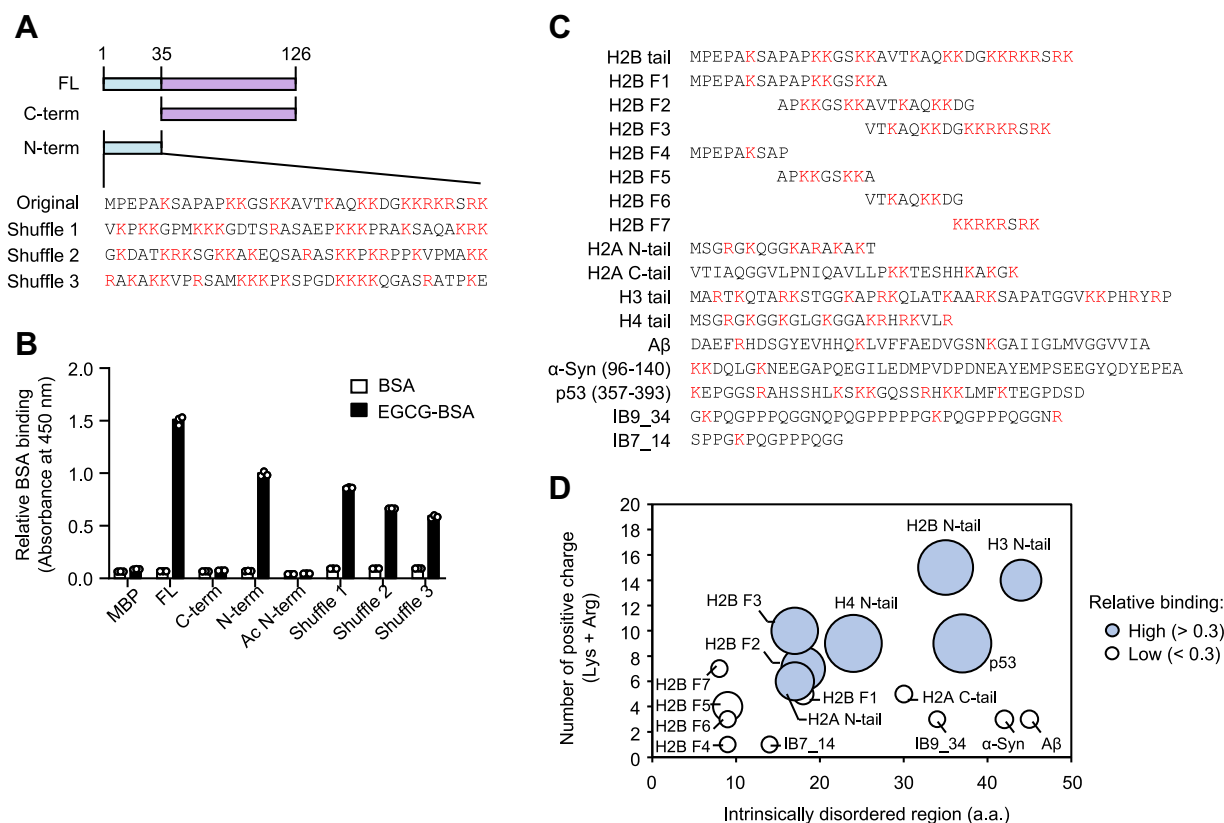 A
1 35 126
FL
C-term
N-term
Original MPEPAKSAPAPKKGSKKAVTKAQKKDGKKRKRSRK
Shuffle 1 VKPKKGPMKKKGDTSRASAEPKKKPRAKSAQAKRK
Shuffle 2 GKDATKRKSGKKAKEQSARASKKPKRPPKVPMAKK
Shuffle 3 RAKAKKVPRSAMKKKPKSPGDKKKKQGASRATPKE
B
Relative BSA binding
(Absorbance at 450 nm)
2.0
1.5
1.0
0.5
0.0
BSA
EGCG-BSA
MBP
FL
C-term
N-term
Ac N-term
Shuffle 1
Shuffle 2
Shuffle 3
C
H2B tail MPEPAKSAPAPKKGSKKAVTKAQKKDGKKRKRSRK
H2B F1 MPEPAKSAPAPKKGSKKA
H2B F2 APKKGSKKAVTKAQKKDG
H2B F3 VTKAQKKDGKKRKRSRK
H2B F4 MPEPAKSAP
H2B F5 APKKGSKKA
H2B F6 VTKAQKKDG
H2B F7 KKRKRSRK
H2A N-tail MSGRGKQGGKARAKAKT
H2A C-tail VTIAQGGVLPNIQAVLLPKKTESHHKAKGK
H3 tail MARTKQTARKSTGGKAPRKQLATKAARKSAPATGGVKKPHRYRP
H4 tail MSGRGKGGKGLGKGGAKRHRKVLR
Aβ DAEFRHDSGYEVHHQKLVFFAEDVGSNKGAIIGLMVGGVVIA
α-Syn (96-140) KKDQLGKNEEGAPQEGILEDMPVDPDNEAYEMPSEEGYQDYEPEA
p53 (357-393) KEPGGSRAHSSHLKSKKGQSSRHKKLMFKTEGPDSD
IB9_34 GKPQGPPPQGGNQPQGPPPPPGKPQGPPPQGGNR
IB7_14 SPPGKPQGPPPQGG
D
Number of positive charge
(Lys + Arg)
20
18
16
14
12
10
8
6
4
2
0
0 10 20 30 40 50
Intrinsically disordered region (a.a.)
H2B N-tail
H3 N-tail
H2B F3
H4 N-tail
H2B F2
p53
H2B F7
H2B F5
H2B F6
H2B F4
H2B F1
H2A N-tail
H2A C-tail
IB7_14
IB9_34
α-Syn
Aβ
Relative binding:
High (> 0.3)
Low (< 0.3)